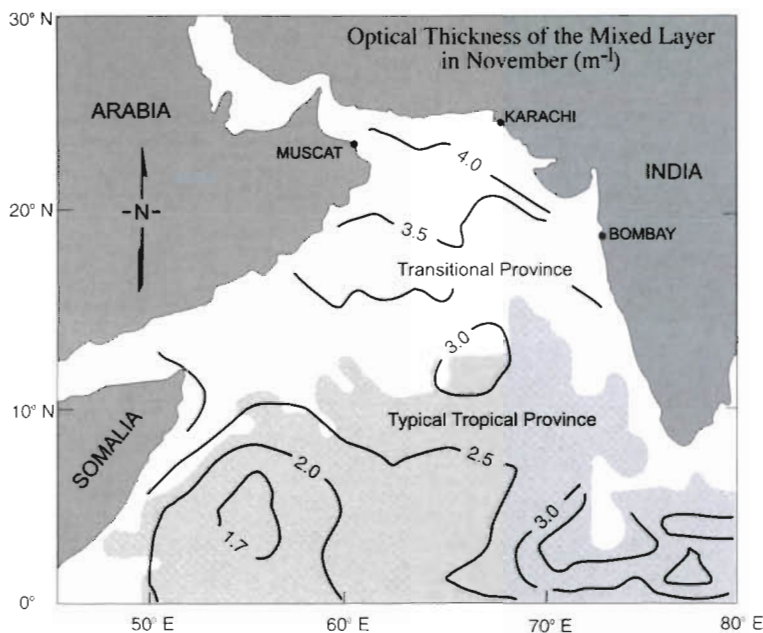 30° N
Optical Thickness of the Mixed Layer
in November (m⁻¹)
ARABIA
KARACHI
MUSCAT
4.0
INDIA
20° N
-N-
3.5
BOMBAY
Transitional Province
3.0
10° N
Typical Tropical Province
SOMALIA
2.0
2.5
1.7
3.0
0°
50° E
60° E
70° E
80° E